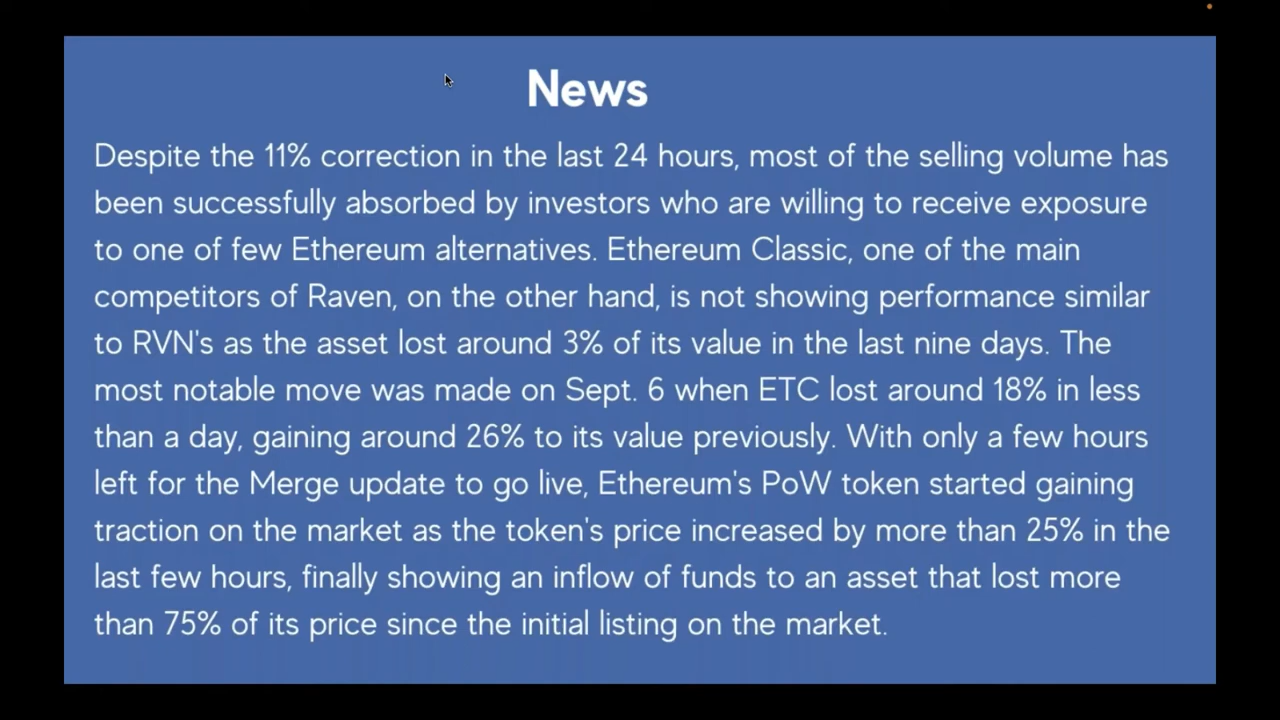 News
Despite the 11% correction in the last 24 hours, most of the selling volume has
been successfully absorbed by investors who are willing to receive exposure
to one of few Ethereum alternatives. Ethereum Classic, one of the main
competitors of Raven, on the other hand, is not showing performance similar
to RVN's as the asset lost around 3% of its value in the last nine days. The
most notable move was made on Sept. 6 when ETC lost around 18% in less
than a day, gaining around 26% to its value previously. With only a few hours
left for the Merge update to go live, Ethereum's PoW token started gaining
traction on the market as the token's price increased by more than 25% in the
last few hours, finally showing an inflow of funds to an asset that lost more
than 75% of its price since the initial listing on the market.